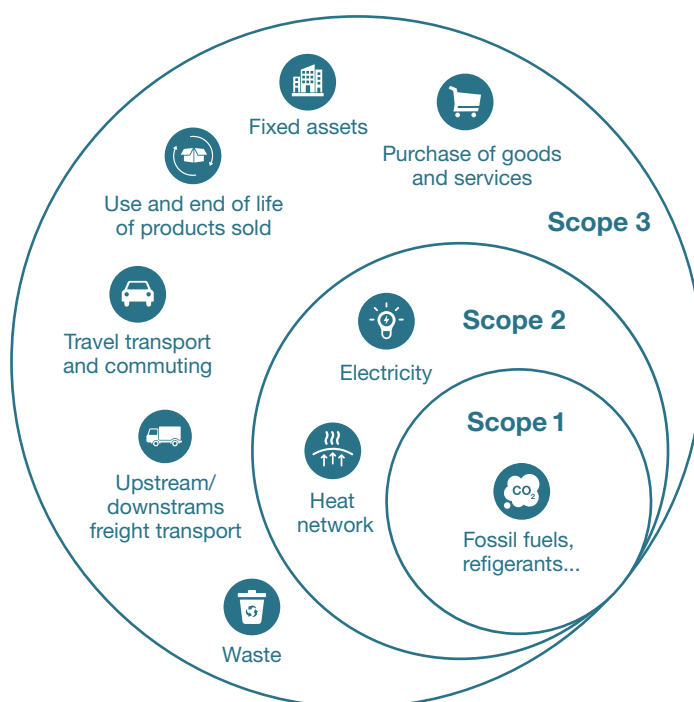 Fixed assets
Purchase of goods
and services
Use and end of life
of products sold
Scope 3
Travel transport
and commuting
Scope 2
Electricity
Upstream/
downstrams
freight transport
Heat
network
Scope 1
CO₂
Fossil fuels,
refigerants...
Waste